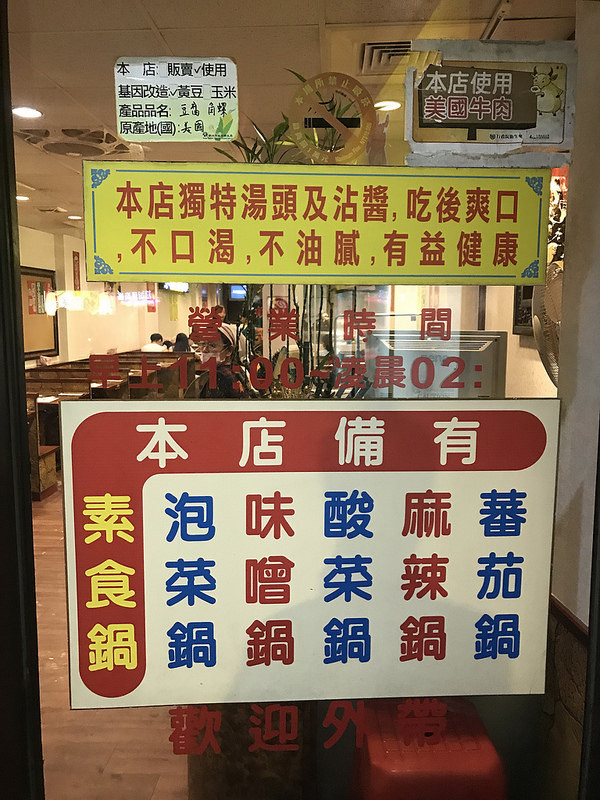 本 店: 販賣✓使用
基因改造✓黃豆 玉米
產品品名: 豆腐 角螺
原產地(國): 美國
本店使用
美國牛肉
本店獨特湯頭及沾醬,吃後爽口
,不口渴,不油膩,有益健康
營業時間
早上11:00~凌晨02:
本店備有
素食鍋
泡菜鍋
味噌鍋
酸菜鍋
麻辣鍋
蕃茄鍋
歡迎外帶